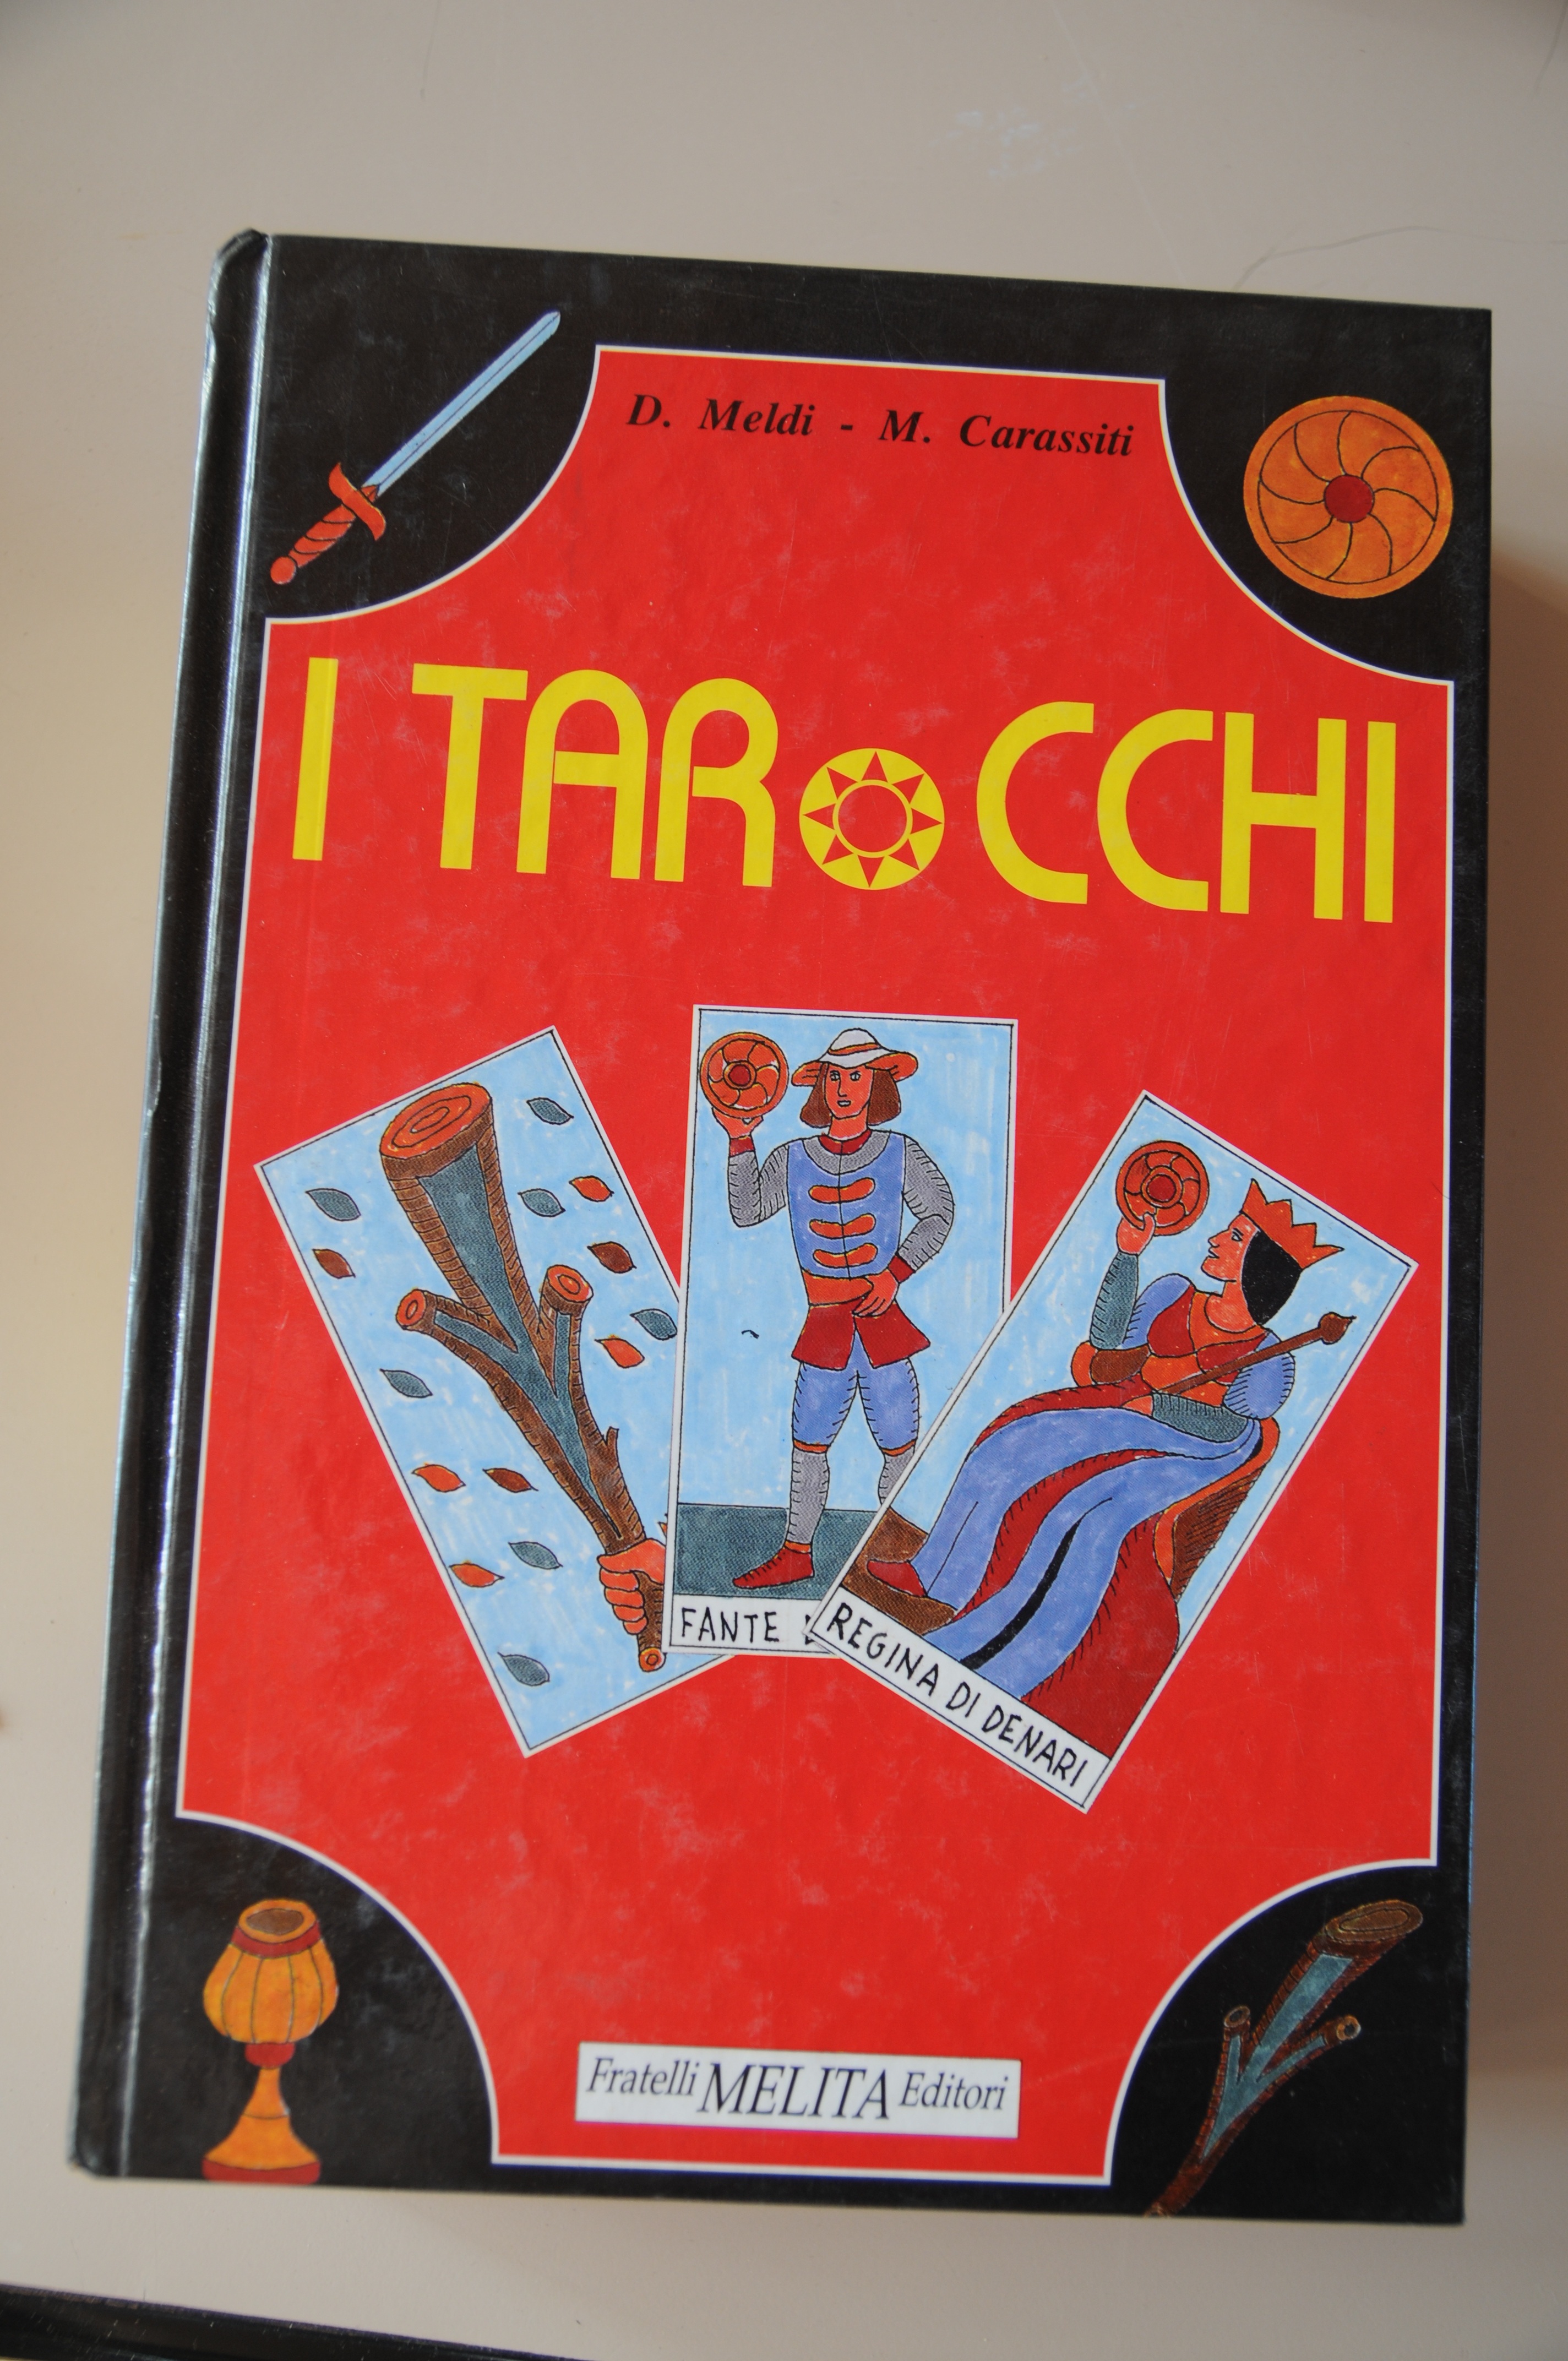 D. Meldi - M. Carassiti
I TAROCCHI
FANTE
REGINA DI DENARI
Fratelli MELITA Editori